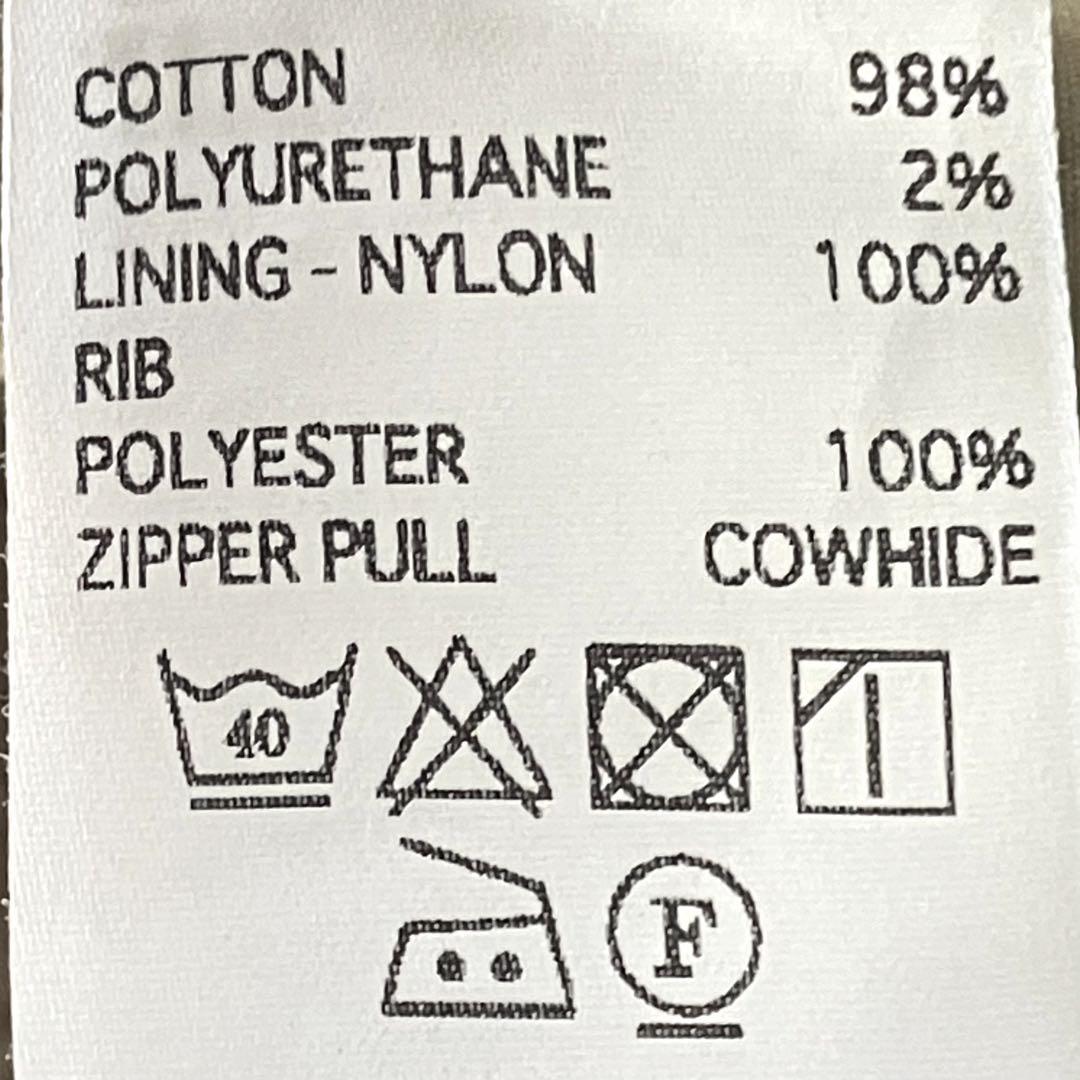 COTTON 98%
POLYURETHANE 2%
LINING - NYLON 100%
RIB
POLYESTER 100%
ZIPPER PULL COWHIDE
40
F